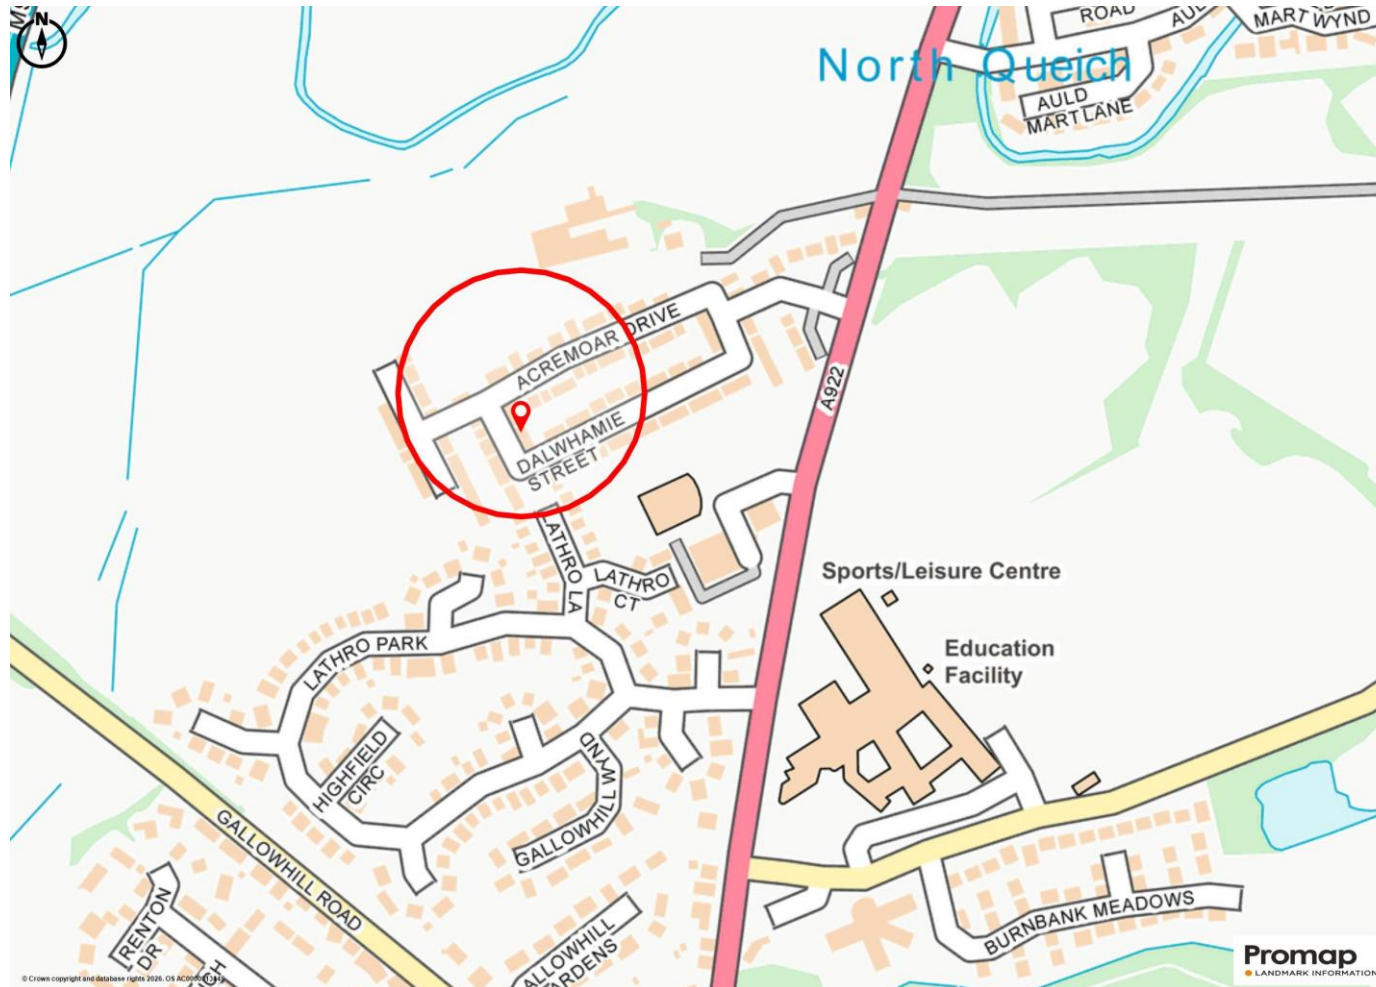 N
ROAD
MART WYND
North Queich
AULD
MART LANE
ACREMOAR DRIVE
A922
DALWHAMIE
STREET
LATHRO LA
LATHRO
CT
Sports/Leisure Centre
Education
Facility
LATHRO PARK
HIGHFIELD
CIRC
GALLOWHILL WYND
GALLOWHILL ROAD
RENTON
DR
ALLOWHILL
ARDENS
BURNBANK MEADOWS
Promap
LANDMARK INFORMATION